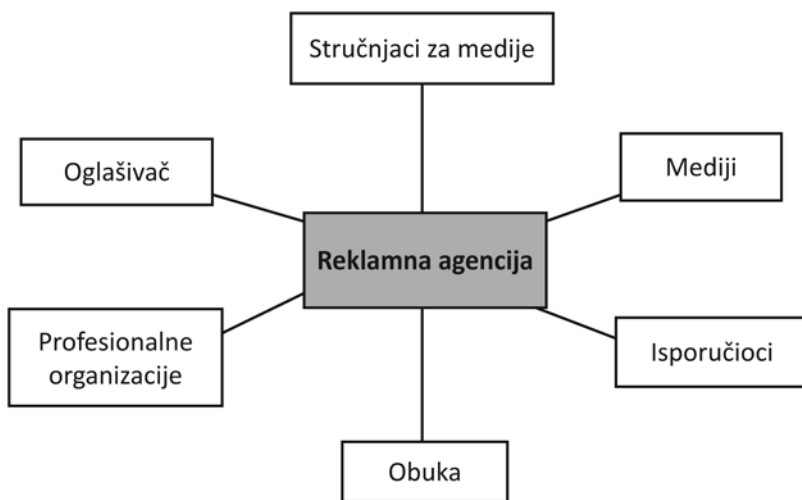 Stručnjaci za medije
Oglašivač
Mediji
Reklamna agencija
Profesionalne
organizacije
Isporučioci
Obuka